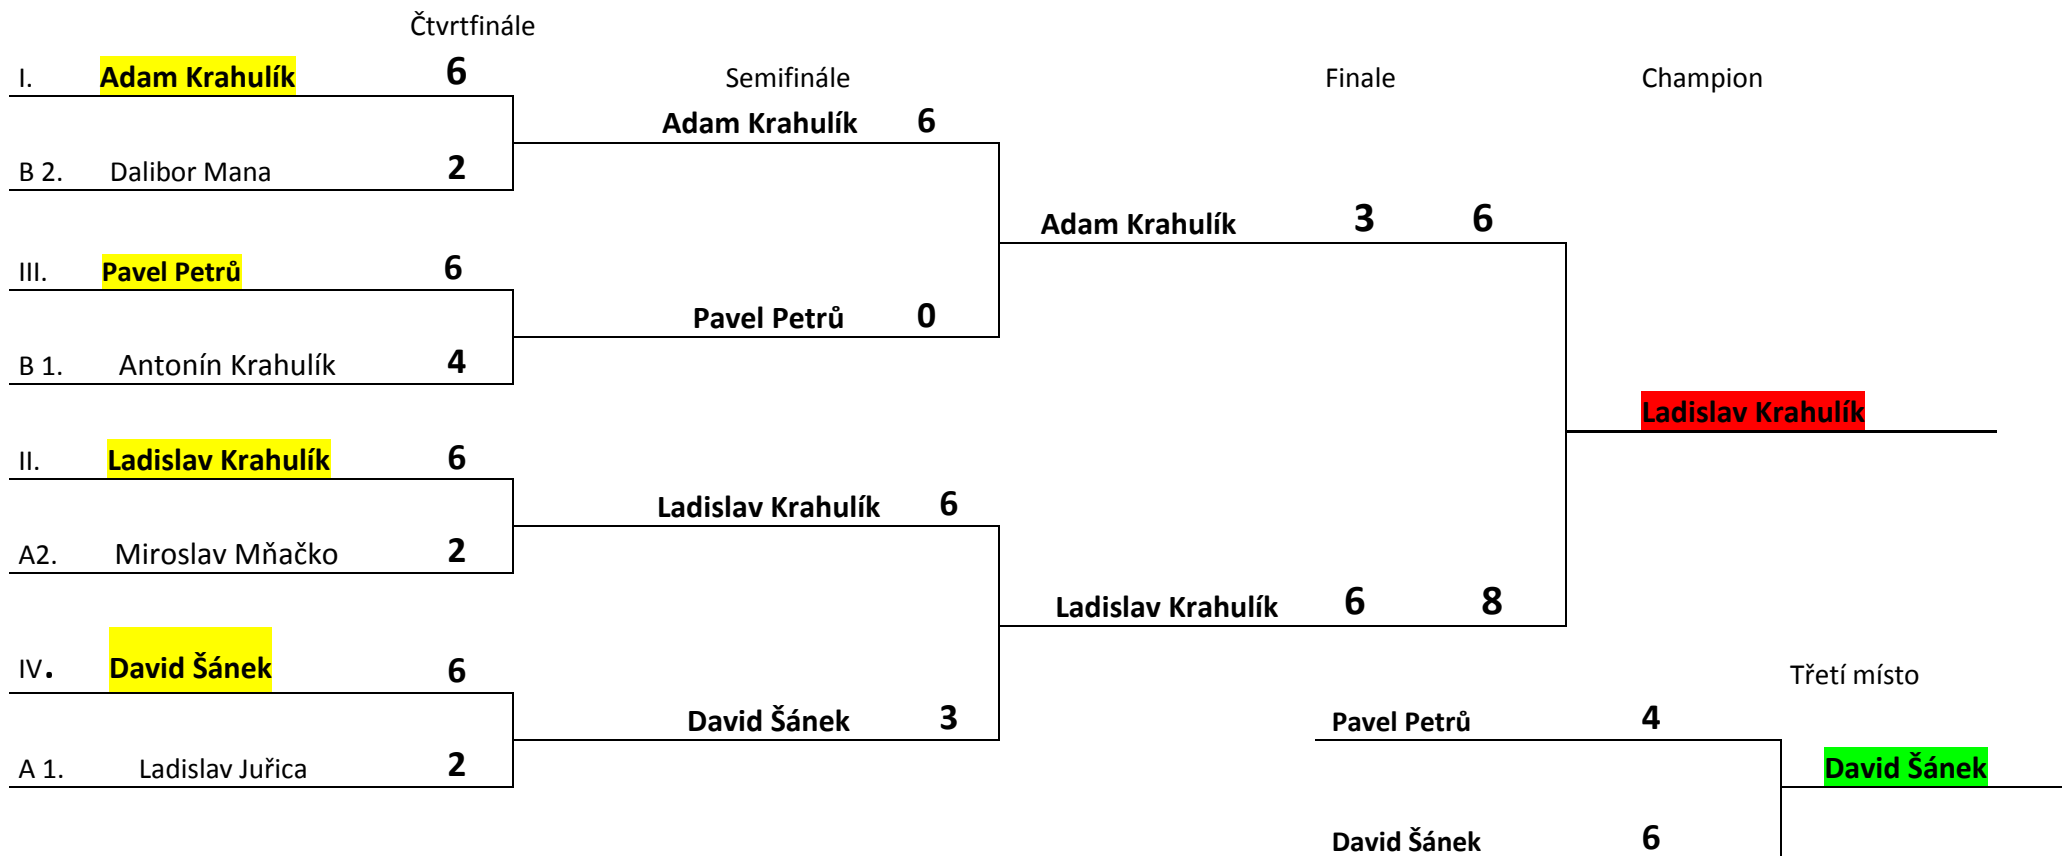 Čtvrtfinále
I. Adam Krahulík 6
Semifinále
Finale
Champion
Adam Krahulík 6
B 2. Dalibor Mana 2
Adam Krahulík 3 6
III. Pavel Petrů 6
Pavel Petrů 0
B 1. Antonín Krahulík 4
Ladislav Krahulík
II. Ladislav Krahulík 6
Ladislav Krahulík 6
A2. Miroslav Mňačko 2
Ladislav Krahulík 6 8
IV. David Šánek 6
Třetí místo
David Šánek 3
Pavel Petrů 4
A 1. Ladislav Juřica 2
David Šánek
David Šánek 6